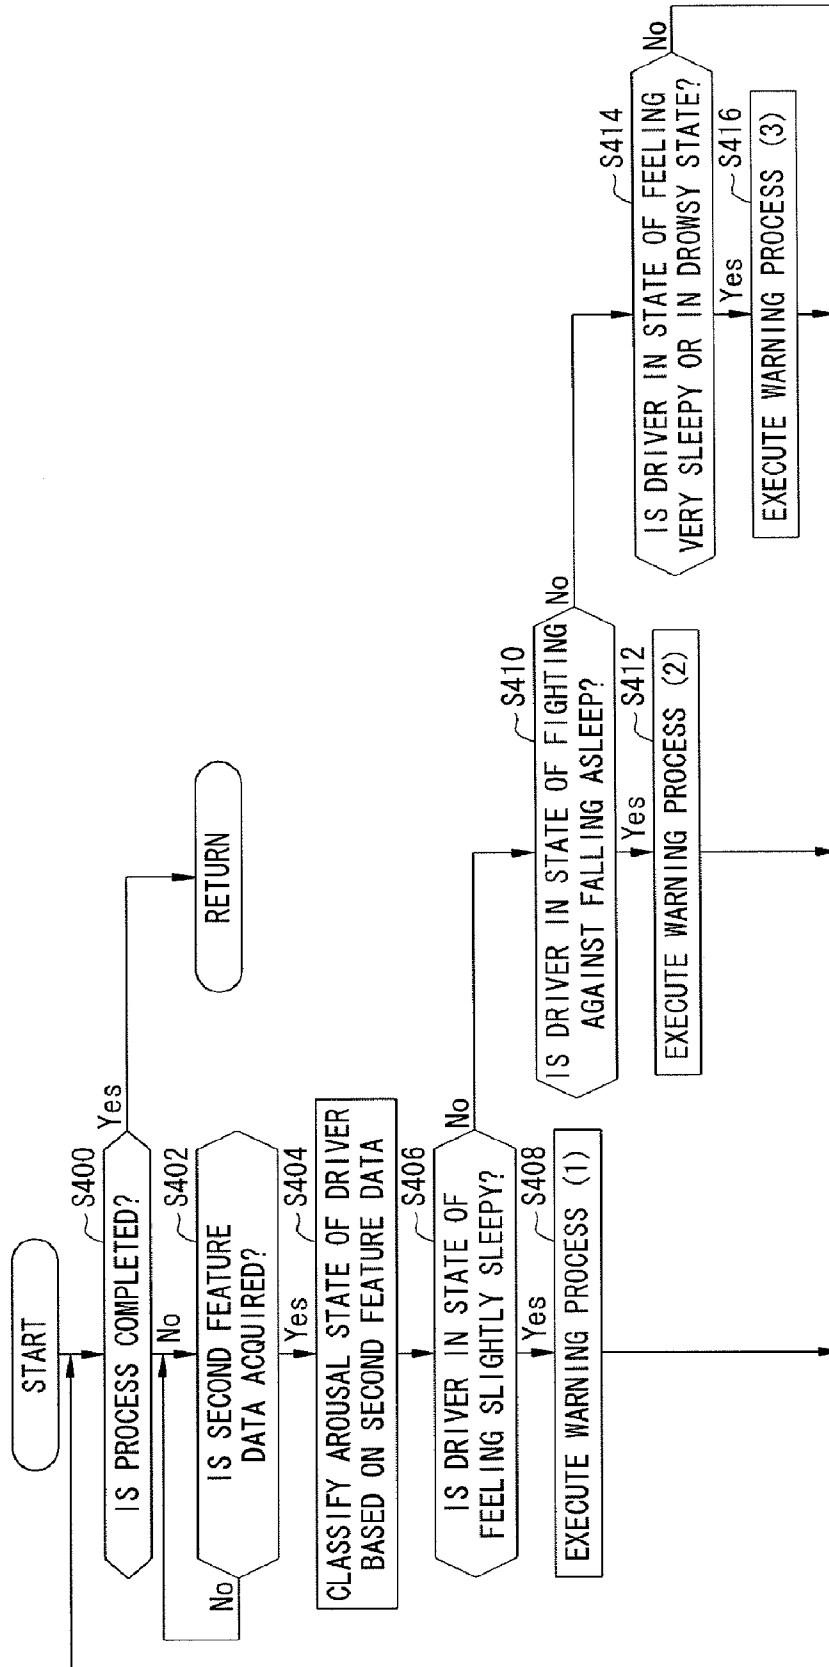 START
S400
IS PROCESS COMPLETED?
Yes
No
RETURN
S402
IS SECOND FEATURE
DATA ACQUIRED?
No
Yes
S404
CLASSIFY AROUSAL STATE OF DRIVER
BASED ON SECOND FEATURE DATA
S406
IS DRIVER IN STATE OF
FEELING SLIGHTLY SLEEPY?
No
Yes
S408
EXECUTE WARNING PROCESS (1)
S410
IS DRIVER IN STATE OF FIGHTING
AGAINST FALLING ASLEEP?
No
Yes
S412
EXECUTE WARNING PROCESS (2)
S414
IS DRIVER IN STATE OF FEELING
VERY SLEEPY OR IN DROWSY STATE?
No
Yes
S416
EXECUTE WARNING PROCESS (3)